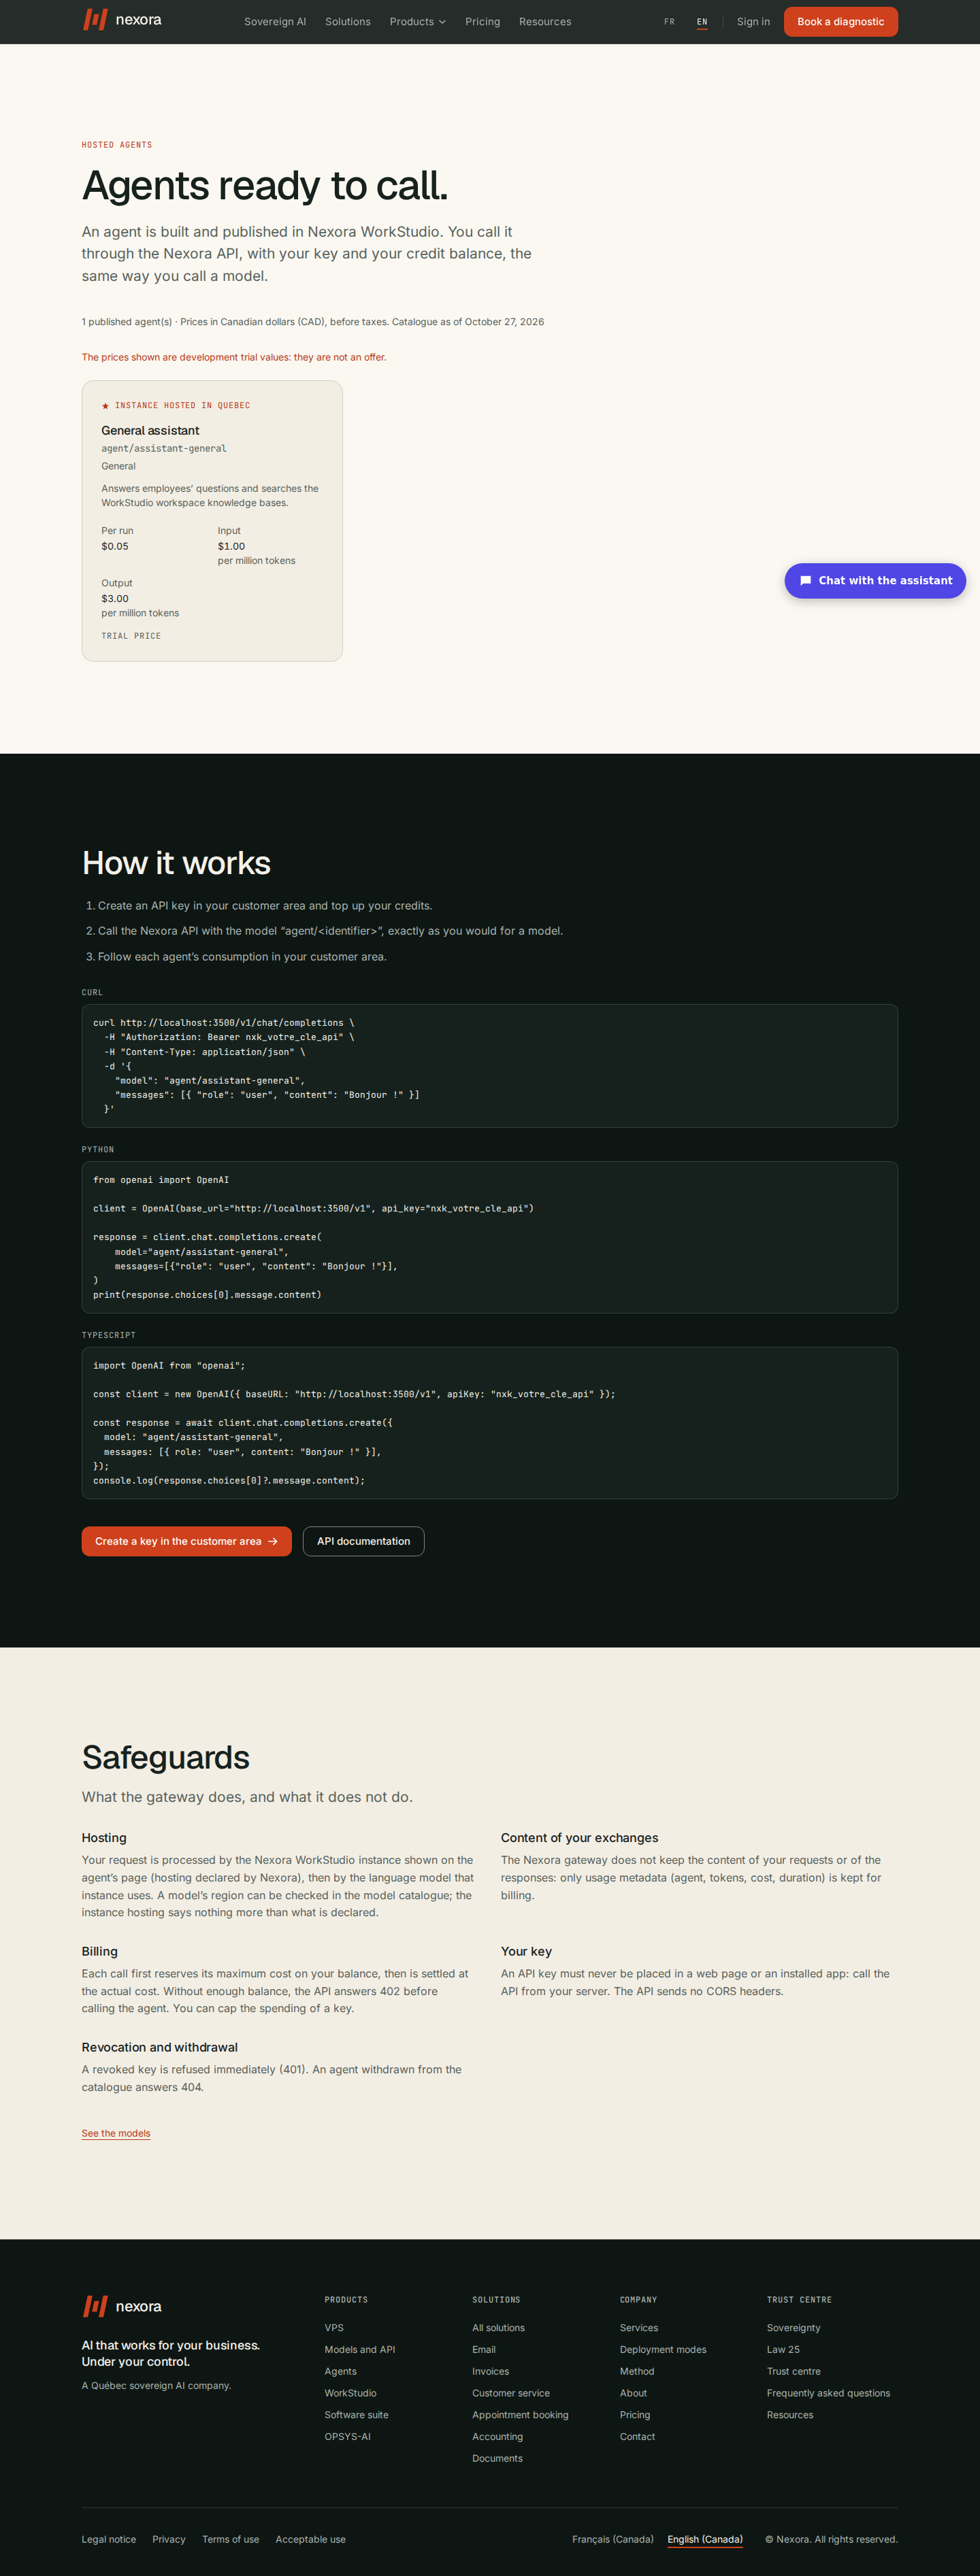 nexora
Sovereign AI
Solutions
Products
Pricing
Resources
FR
EN
Sign in
Book a diagnostic
HOSTED AGENTS
Agents ready to call.
An agent is built and published in Nexora WorkStudio. You call it
through the Nexora API, with your key and your credit balance, the
same way you call a model.
1 published agent(s) · Prices in Canadian dollars (CAD), before taxes. Catalogue as of October 27, 2026
The prices shown are development trial values: they are not an offer.
★ INSTANCE HOSTED IN QUEBEC
General assistant
agent/assistant-general
General
Answers employees’ questions and searches the
WorkStudio workspace knowledge bases.
Per run
$0.05
Input
$1.00
per million tokens
Output
$3.00
per million tokens
TRIAL PRICE
Chat with the assistant
How it works
1. Create an API key in your customer area and top up your credits.
2. Call the Nexora API with the model “agent/<identifier>”, exactly as you would for a model.
3. Follow each agent’s consumption in your customer area.
CURL
curl http://localhost:3500/v1/chat/completions \
  -H "Authorization: Bearer nxk_votre_cle_api" \
  -H "Content-Type: application/json" \
  -d '{
    "model": "agent/assistant-general",
    "messages": [{ "role": "user", "content": "Bonjour !" }]
  }'
PYTHON
from openai import OpenAI
client = OpenAI(base_url="http://localhost:3500/v1", api_key="nxk_votre_cle_api")
response = client.chat.completions.create(
    model="agent/assistant-general",
    messages=[{"role": "user", "content": "Bonjour !"}],
)
print(response.choices[0].message.content)
TYPESCRIPT
import OpenAI from "openai";
const client = new OpenAI({ baseURL: "http://localhost:3500/v1", apiKey: "nxk_votre_cle_api" });
const response = await client.chat.completions.create({
  model: "agent/assistant-general",
  messages: [{ role: "user", content: "Bonjour !" }],
});
console.log(response.choices[0]?.message.content);
Create a key in the customer area →
API documentation
Safeguards
What the gateway does, and what it does not do.
Hosting
Your request is processed by the Nexora WorkStudio instance shown on the
agent’s page (hosting declared by Nexora), then by the language model that
instance uses. A model’s region can be checked in the model catalogue; the
instance hosting says nothing more than what is declared.
Content of your exchanges
The Nexora gateway does not keep the content of your requests or of the
responses: only usage metadata (agent, tokens, cost, duration) is kept for
billing.
Billing
Each call first reserves its maximum cost on your balance, then is settled at
the actual cost. Without enough balance, the API answers 402 before
calling the agent. You can cap the spending of a key.
Your key
An API key must never be placed in a web page or an installed app: call the
API from your server. The API sends no CORS headers.
Revocation and withdrawal
A revoked key is refused immediately (401). An agent withdrawn from the
catalogue answers 404.
See the models
nexora
AI that works for your business.
Under your control.
A Québec sovereign AI company.
PRODUCTS
VPS
Models and API
Agents
WorkStudio
Software suite
OPSYS-AI
SOLUTIONS
All solutions
Email
Invoices
Customer service
Appointment booking
Accounting
Documents
COMPANY
Services
Deployment modes
Method
About
Pricing
Contact
TRUST CENTRE
Sovereignty
Law 25
Trust centre
Frequently asked questions
Resources
Legal notice
Privacy
Terms of use
Acceptable use
Français (Canada)
English (Canada)
© Nexora. All rights reserved.